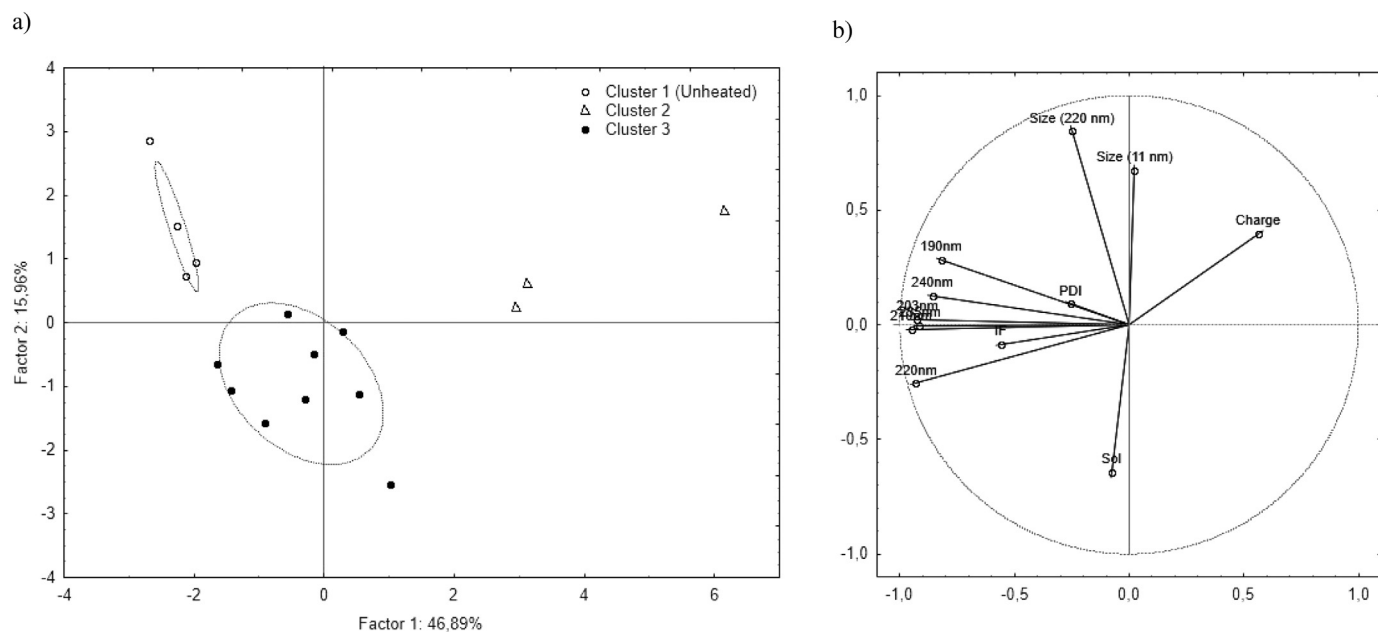 a)
4
3
2
1
0
-1
-2
-3
-4
Factor 2: 15,96%
Cluster 1 (Unheated)
Cluster 2
Cluster 3
-4
-2
0
2
4
6
Factor 1: 46,89%
b)
1,0
0,5
0,0
-0,5
-1,0
Size (220 nm)
Size (11 nm)
Charge
190nm
240nm
PDI
203nm
IF
220nm
Sol
-1,0
-0,5
0,0
0,5
1,0